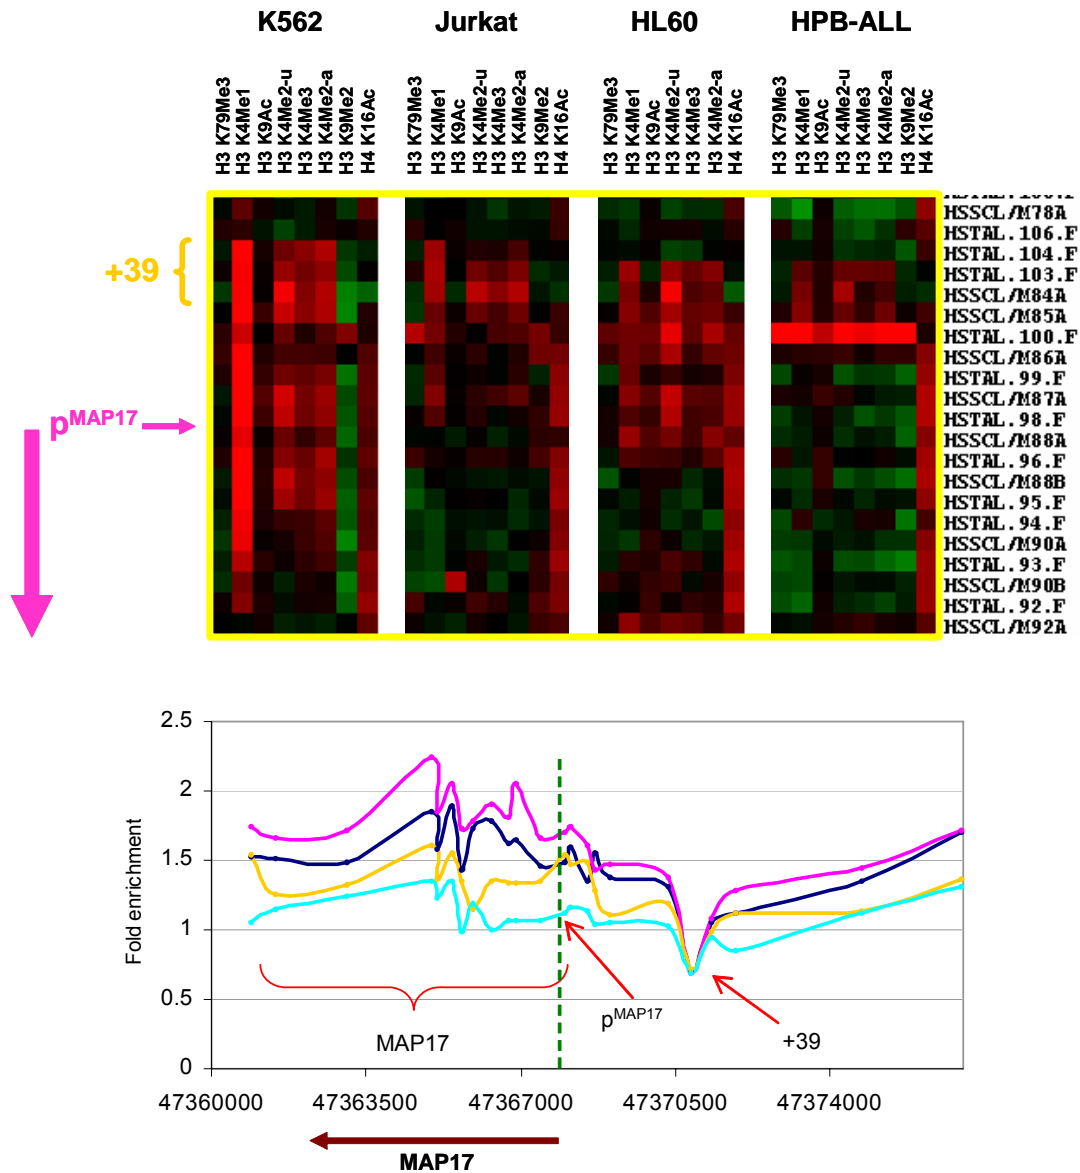 K562 Jurkat HL60 HPB-ALL
H3 K79Me3
H3 K4Me1
H3 K9Ac
H3 K4Me2-u
H3 K4Me3
H3 K4Me2-a
H3 K9Me2
H4 K16Ac
H3 K79Me3
H3 K4Me1
H3 K9Ac
H3 K4Me2-u
H3 K4Me3
H3 K4Me2-a
H3 K9Me2
H4 K16Ac
H3 K79Me3
H3 K4Me1
H3 K9Ac
H3 K4Me2-u
H3 K4Me3
H3 K4Me2-a
H4 K16Ac
H3 K79Me3
H3 K4Me1
H3 K9Ac
H3 K4Me2-u
H3 K4Me3
H3 K4Me2-a
H3 K9Me2
H4 K16Ac
HSSCL/M78A
HSTAL.106.F
HSTAL.104.F
+39
HSTAL.103.F
HSSCL/M84A
HSSCL/M85A
HSTAL.100.F
HSSCL/M86A
HSTAL.99.F
HSSCL/M87A
pMAP17
HSTAL.98.F
HSSCL/M88A
HSTAL.96.F
HSSCL/M88B
HSTAL.95.F
HSTAL.94.F
HSSCL/M90A
HSTAL.93.F
HSSCL/M90B
HSTAL.92.F
HSSCL/M92A
Fold enrichment
2.5
2
1.5
1
0.5
0
MAP17
pMAP17
+39
47360000 47363500 47367000 47370500 47374000
MAP17